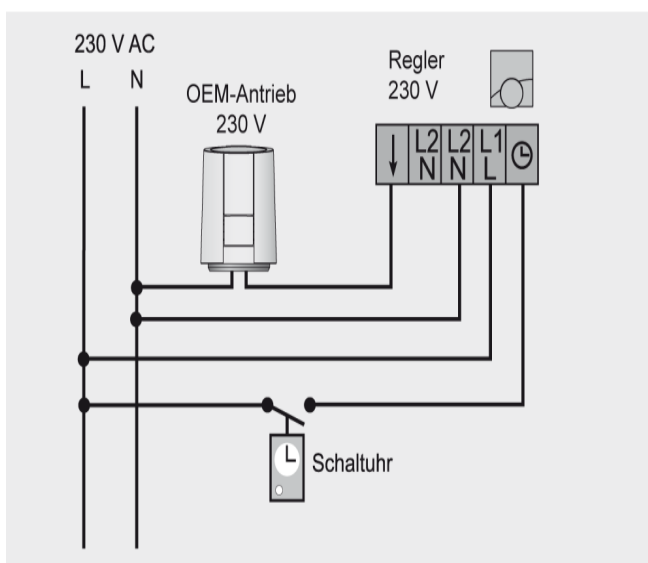 230 V AC
L N
OEM-Antrieb
230 V
Regler
230 V
L2 L2 L1
N N L
Schaltuhr